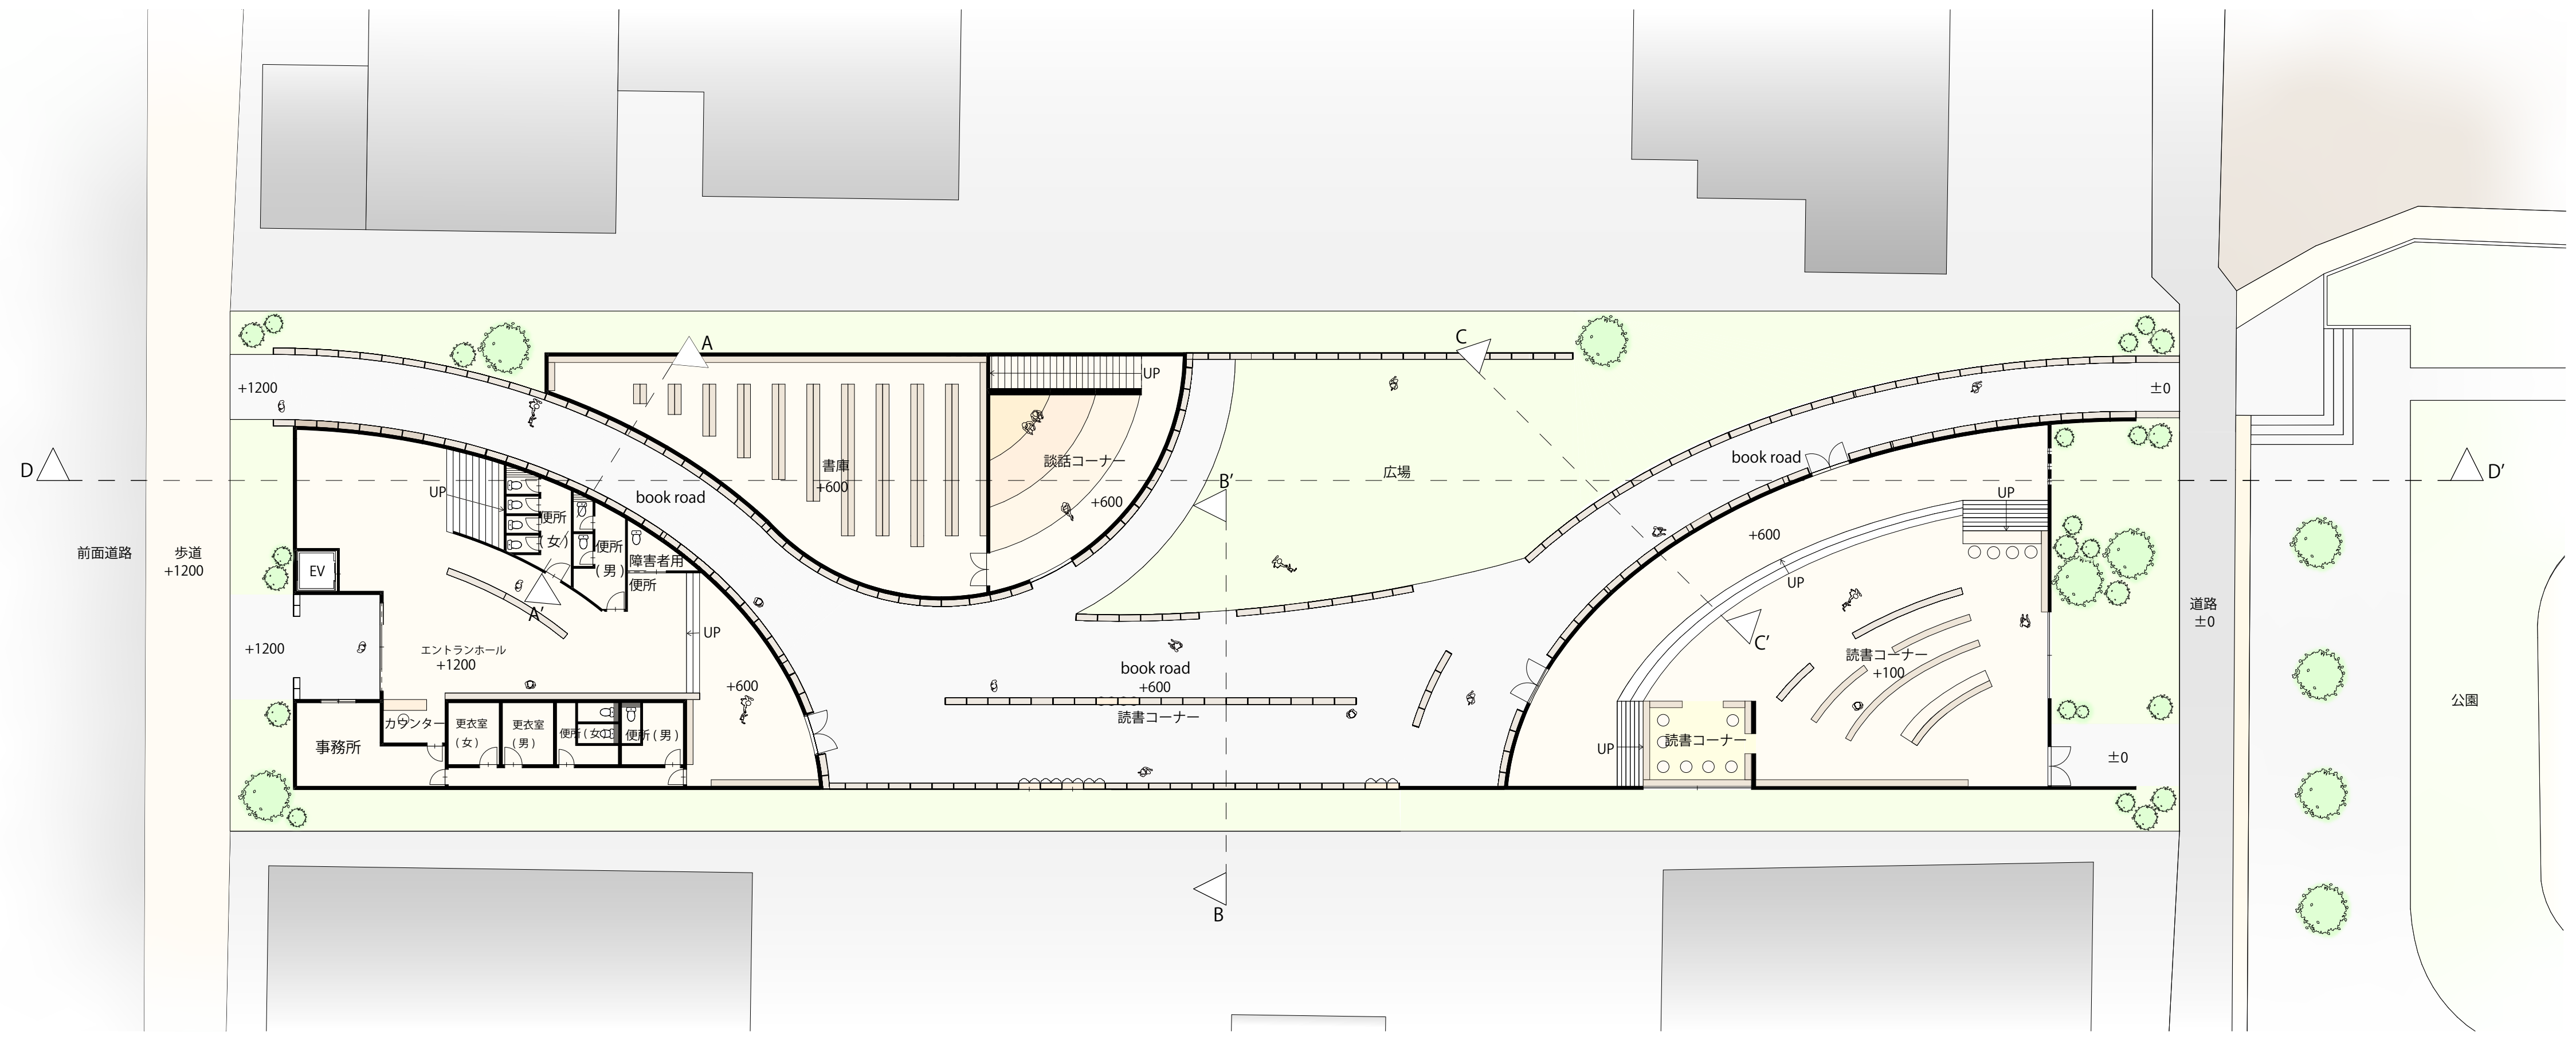 A
C
UP
+1200
±0
book road
D
書庫
+600
談話コーナー
広場
B'
D'
UP
book road
UP
+600
便所
(女)
便所
(男)
障害者用
便所
+600
前面道路
歩道
+1200
EV
UP
A'
C'
道路
±0
UP
+1200
エントランホール
+1200
book road
+600
読書コーナー
+100
+600
公園
読書コーナー
カウンター
更衣室
(女)
更衣室
(男)
便所(女)
便所(男)
事務所
UP
読書コーナー
±0
B